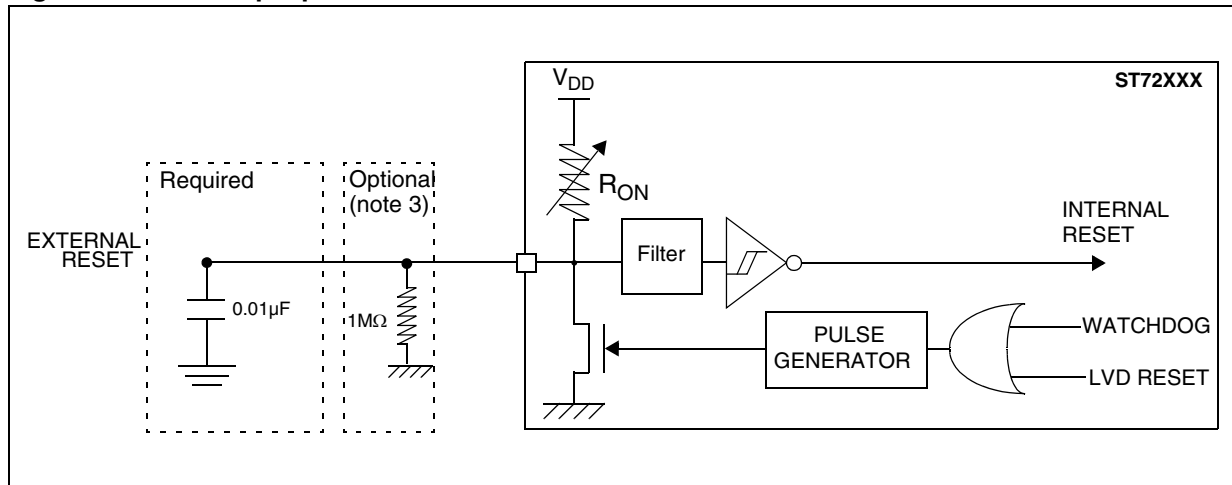 ST72XXX
VDD
RON
Required
Optional
(note 3)
EXTERNAL
RESET
0.01µF
1MΩ
Filter
INTERNAL
RESET
PULSE
GENERATOR
WATCHDOG
LVD RESET